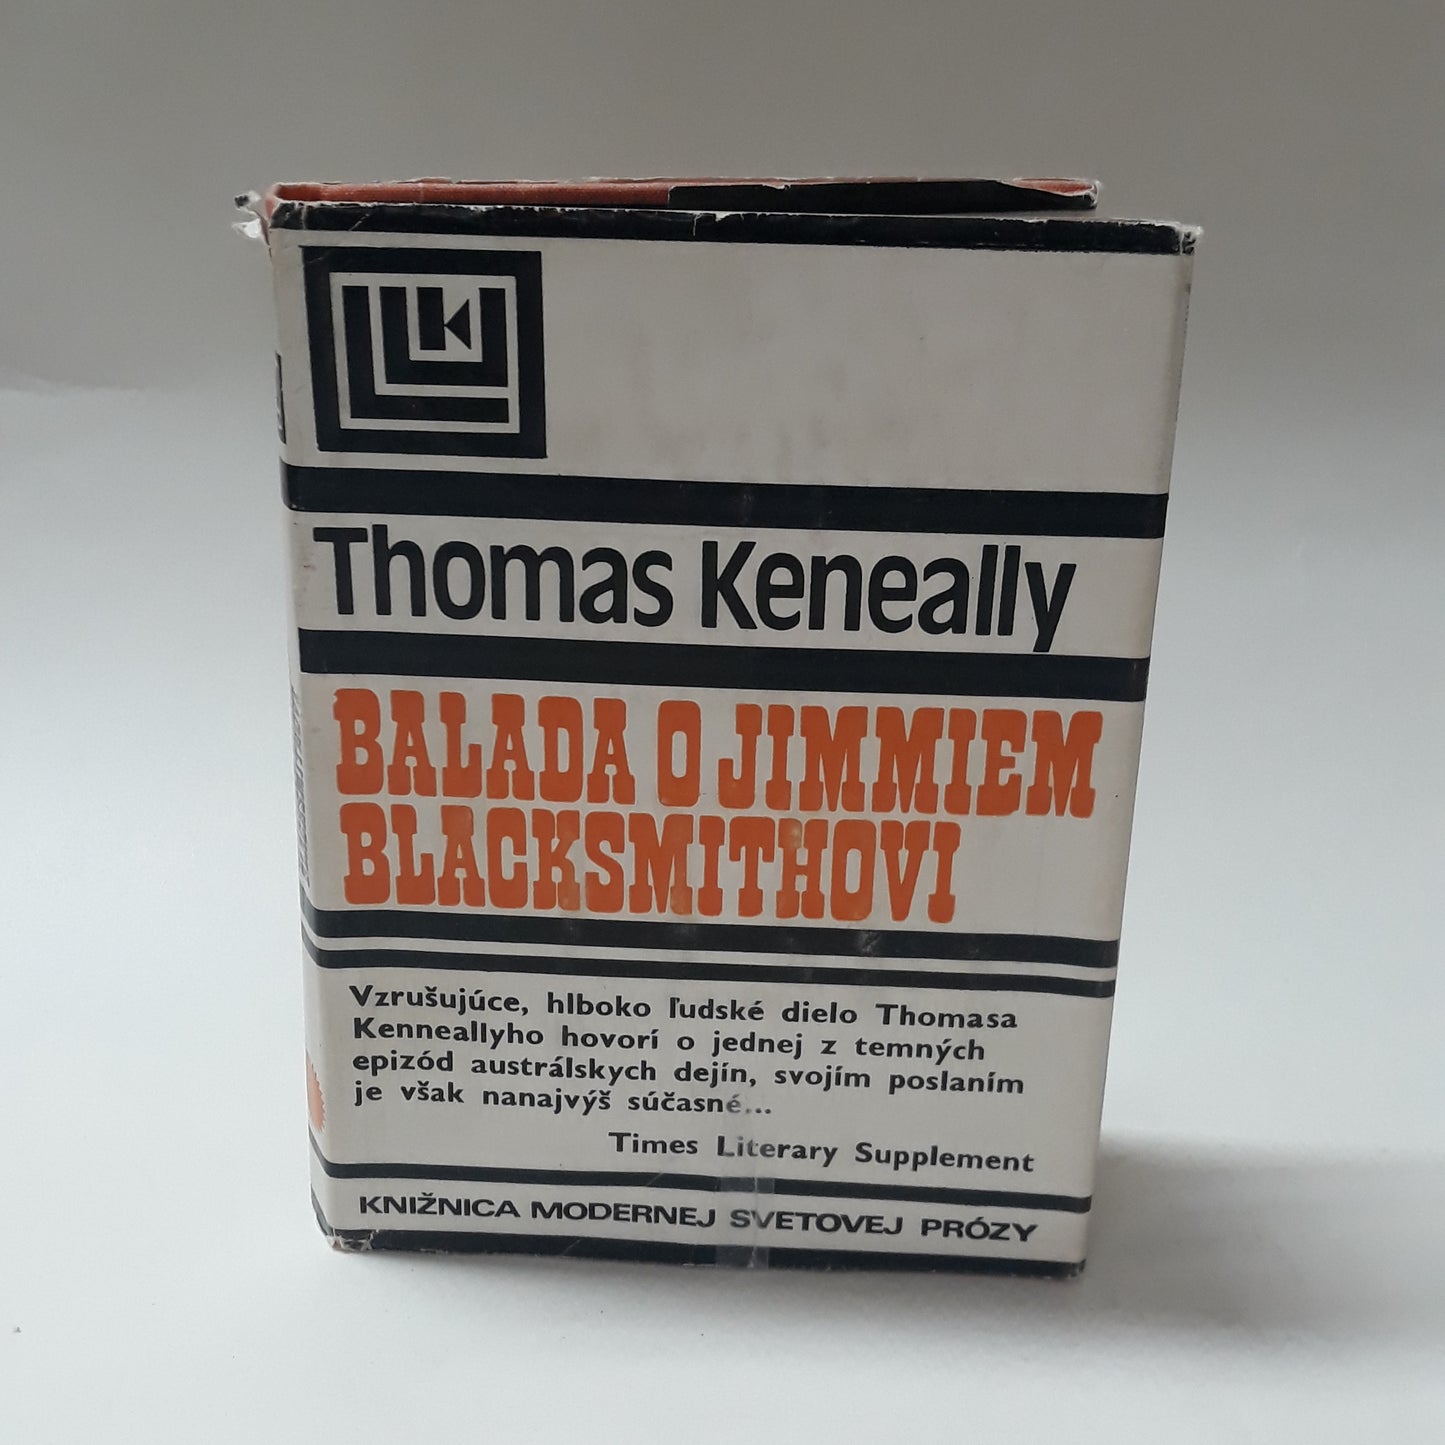 Thomas Keneally
BALADA O JIMMIEM
BLACKSMITHOVI
Vzrušujúce, hlboko ľudské dielo Thomasa
Kenneallyho hovorí o jednej z temných
epizód austrálskych dejín, svojím poslaním
je však nanajvýš súčasné...
Times Literary Supplement
KNIŽNICA MODERNEJ SVETOVEJ PRÓZY